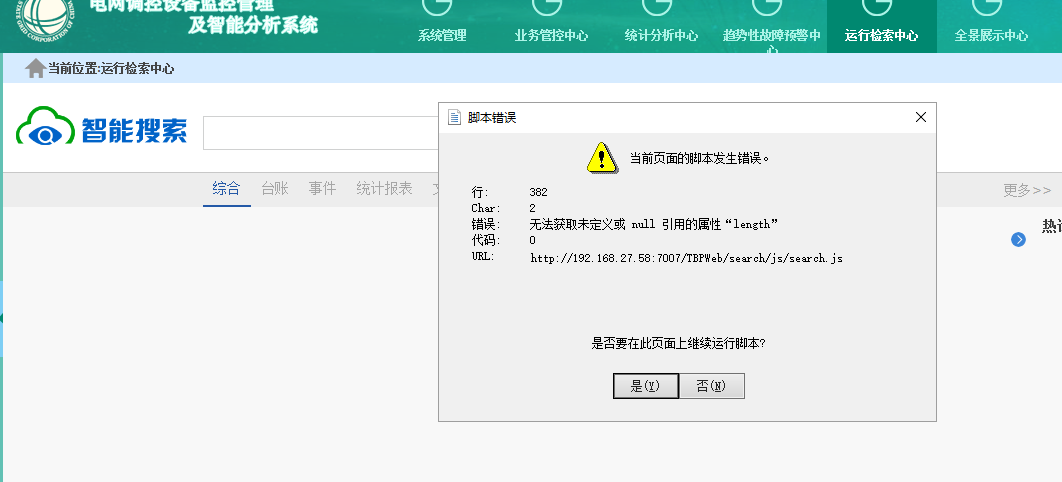 电网调控设备监控管理
及智能分析系统
STATE GRID CORPORATION OF CHINA
系统管理
业务管控中心
统计分析中心
趋势性故障预警中
心
运行检索中心
全景展示中心
当前位置:运行检索中心
智能搜索
综合
台账
事件
统计报表
更多>>
脚本错误
当前页面的脚本发生错误。
行: 382
Char: 2
错误: 无法获取未定义或 null 引用的属性“length”
代码: 0
URL: http://192.168.27.58:7007/TBPWeb/search/js/search.js
是否要在此页面上继续运行脚本?
是(Y)
否(N)